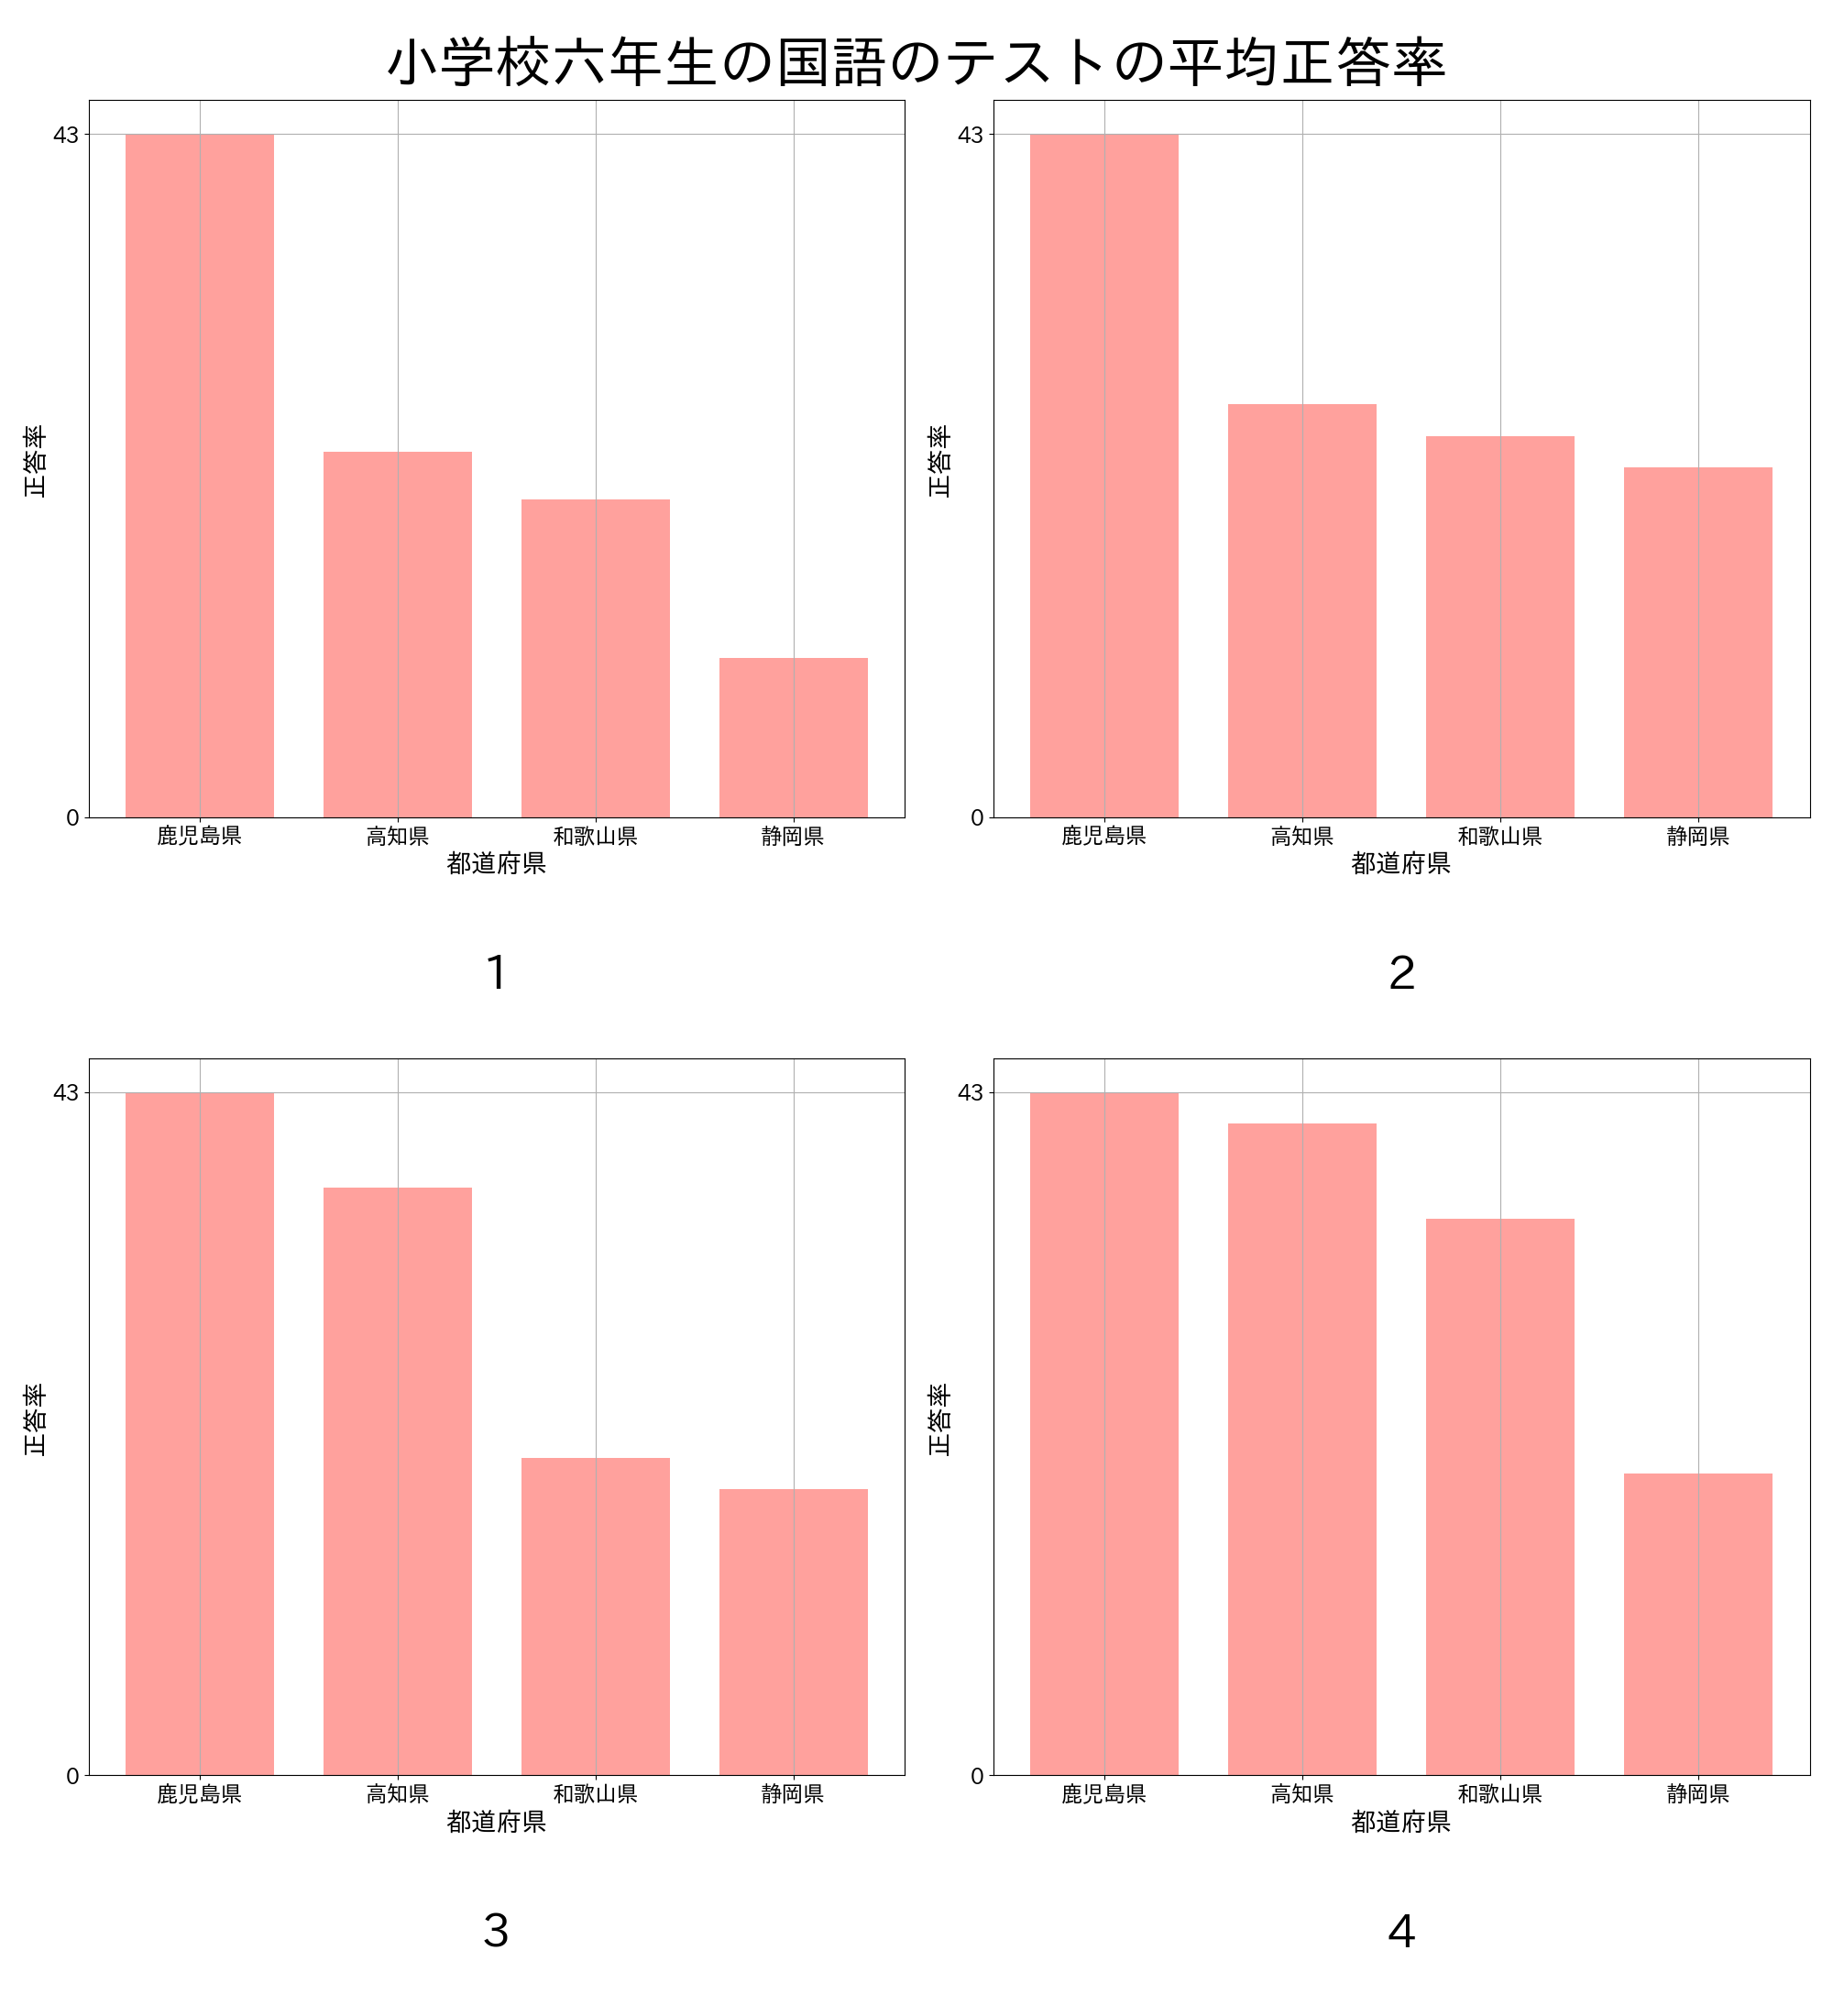 小学校六年生の国語のテストの平均正答率
43
正答率
0
鹿児島県 高知県 和歌山県 静岡県
都道府県
1
43
正答率
0
鹿児島県 高知県 和歌山県 静岡県
都道府県
2
43
正答率
0
鹿児島県 高知県 和歌山県 静岡県
都道府県
3
43
正答率
0
鹿児島県 高知県 和歌山県 静岡県
都道府県
4